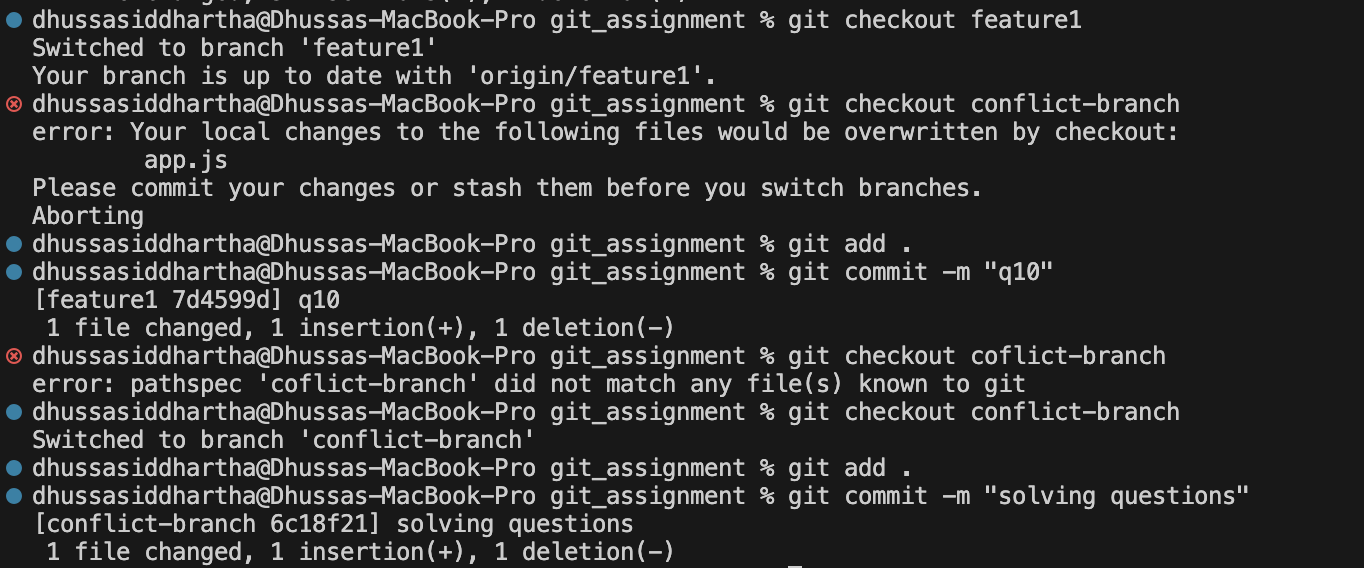 dhussasiddhartha@Dhussas-MacBook-Pro git_assignment % git checkout feature1
Switched to branch 'feature1'
Your branch is up to date with 'origin/feature1'.
dhussasiddhartha@Dhussas-MacBook-Pro git_assignment % git checkout conflict-branch
error: Your local changes to the following files would be overwritten by checkout:
        app.js
Please commit your changes or stash them before you switch branches.
Aborting
dhussasiddhartha@Dhussas-MacBook-Pro git_assignment % git add .
dhussasiddhartha@Dhussas-MacBook-Pro git_assignment % git commit -m "q10"
[feature1 7d4599d] q10
 1 file changed, 1 insertion(+), 1 deletion(-)
dhussasiddhartha@Dhussas-MacBook-Pro git_assignment % git checkout coflict-branch
error: pathspec 'coflict-branch' did not match any file(s) known to git
dhussasiddhartha@Dhussas-MacBook-Pro git_assignment % git checkout conflict-branch
Switched to branch 'conflict-branch'
dhussasiddhartha@Dhussas-MacBook-Pro git_assignment % git add .
dhussasiddhartha@Dhussas-MacBook-Pro git_assignment % git commit -m "solving questions"
[conflict-branch 6c18f21] solving questions
 1 file changed, 1 insertion(+), 1 deletion(-)